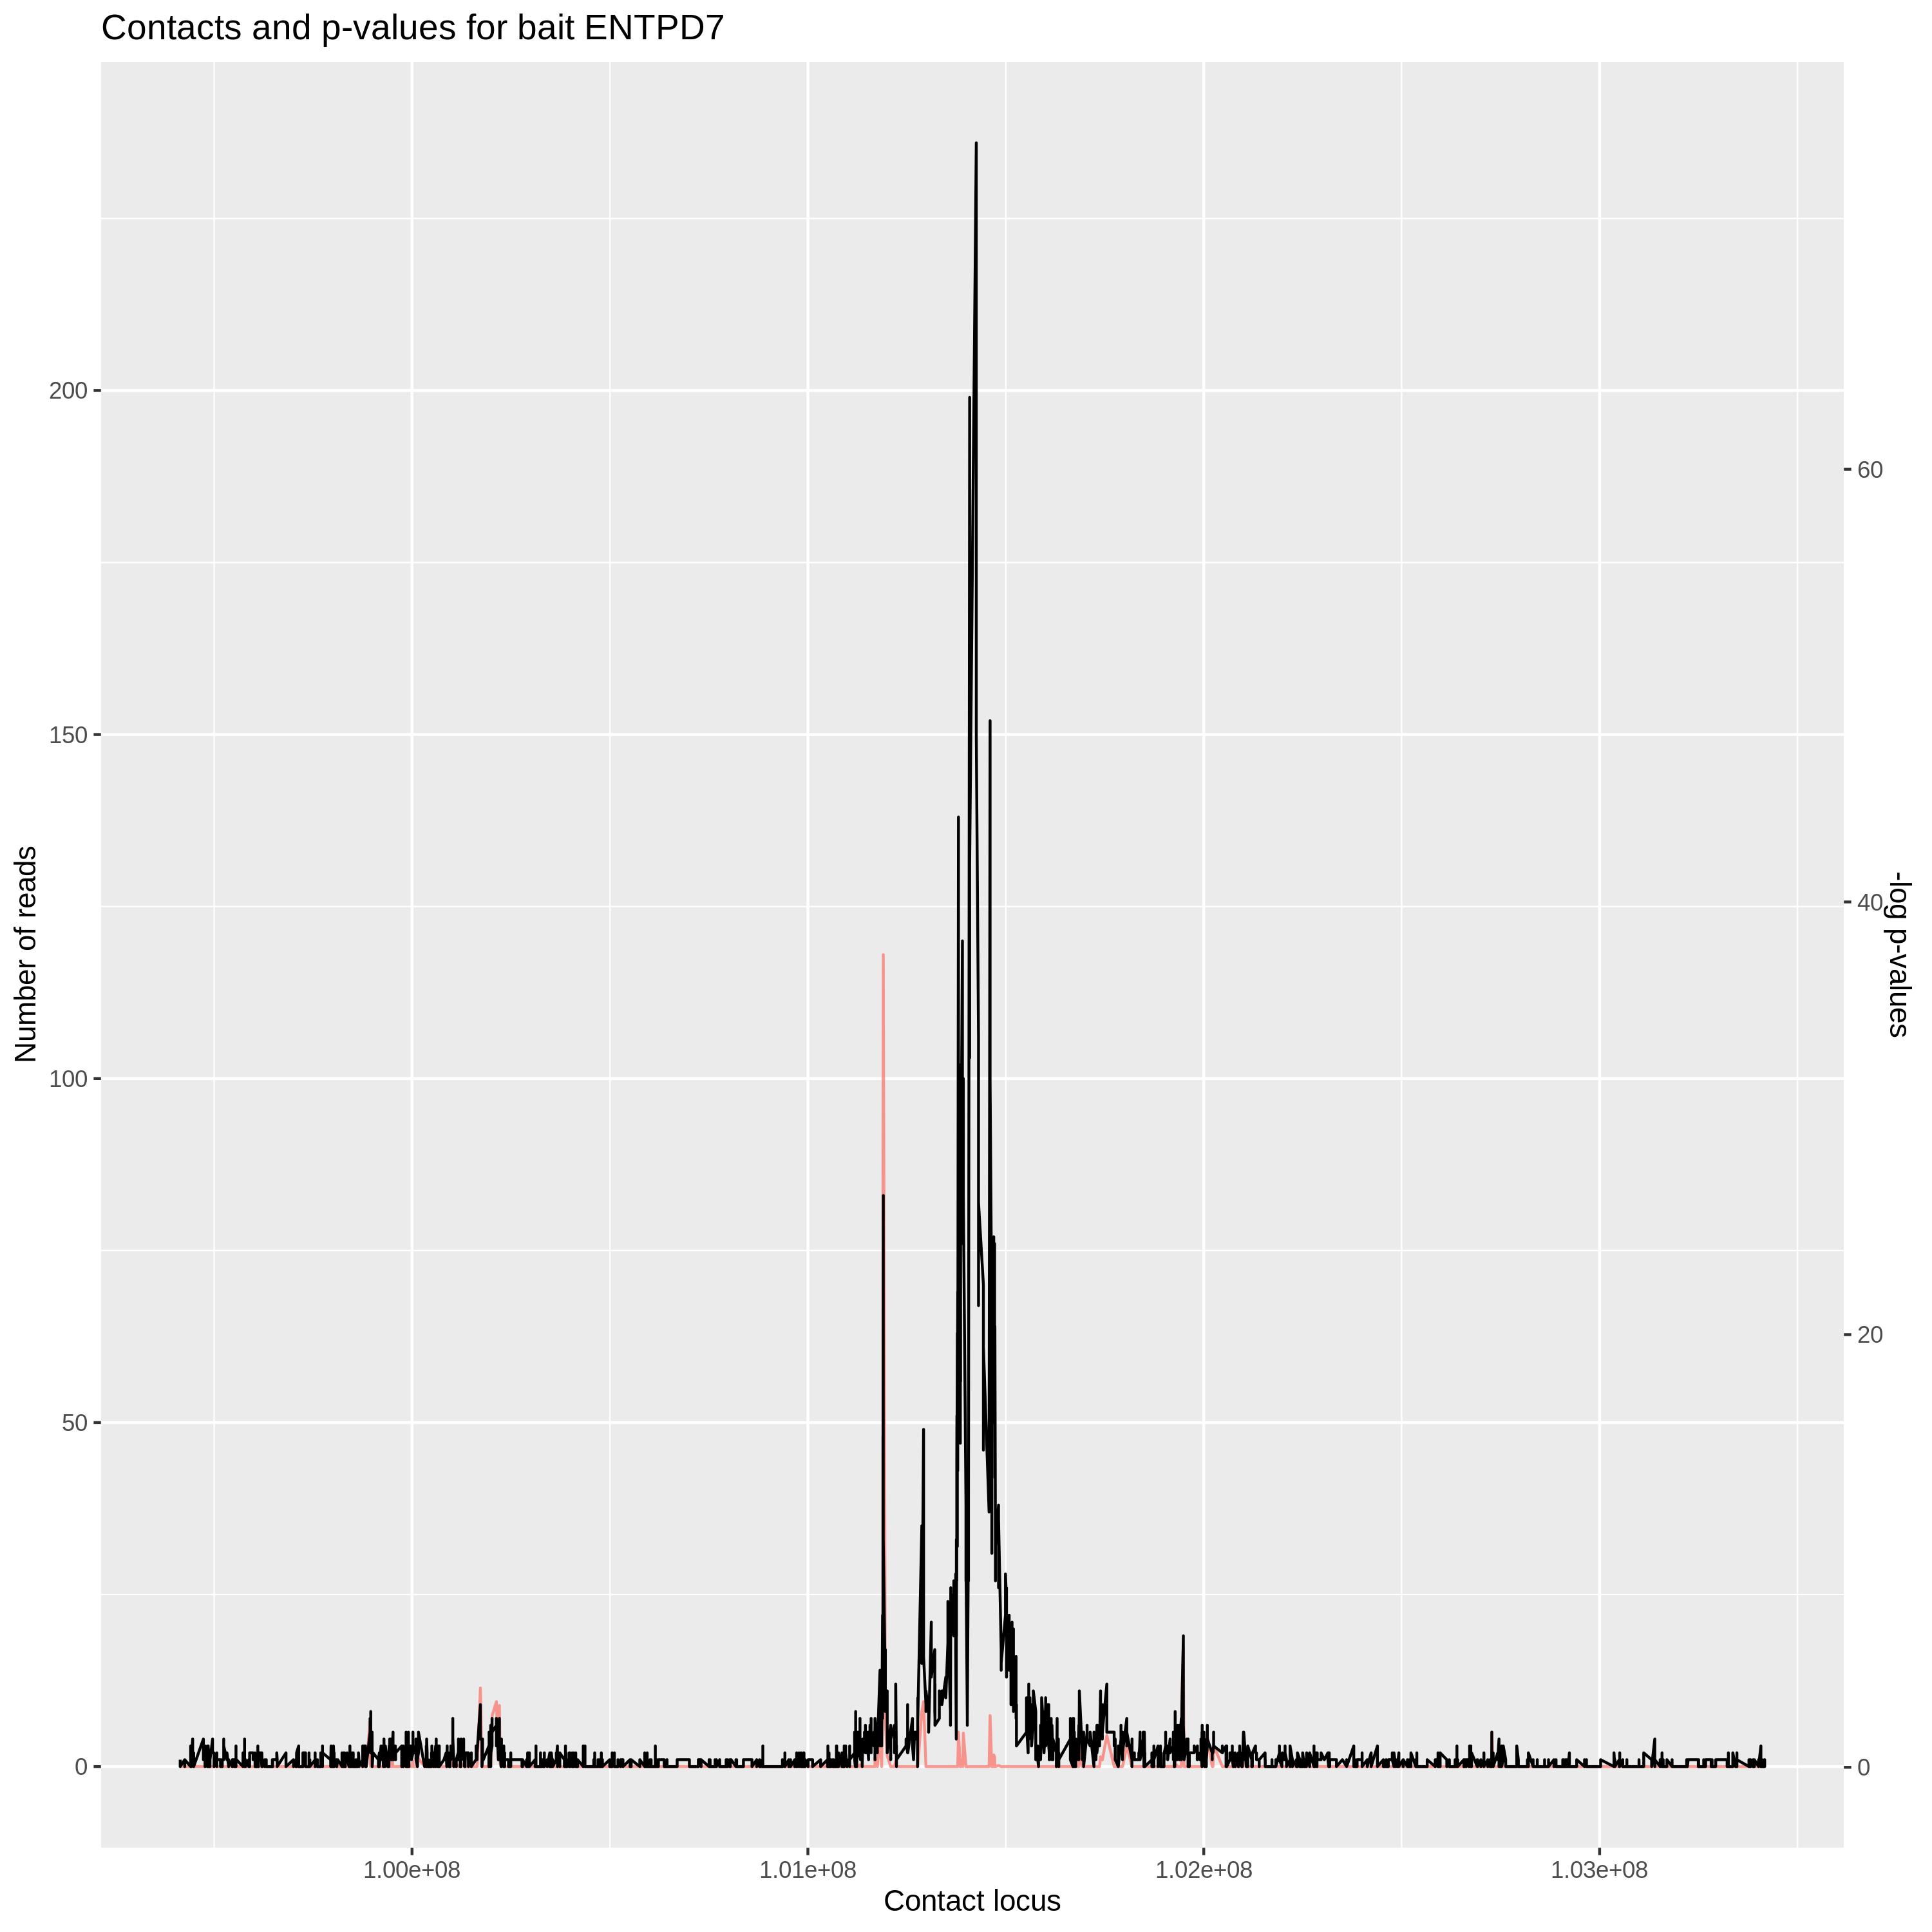 Contacts and p-values for bait ENTPD7
200
150
100
50
0
Number of reads
60
40
20
0
-log p-values
1.00e+08
1.01e+08
1.02e+08
1.03e+08
Contact locus